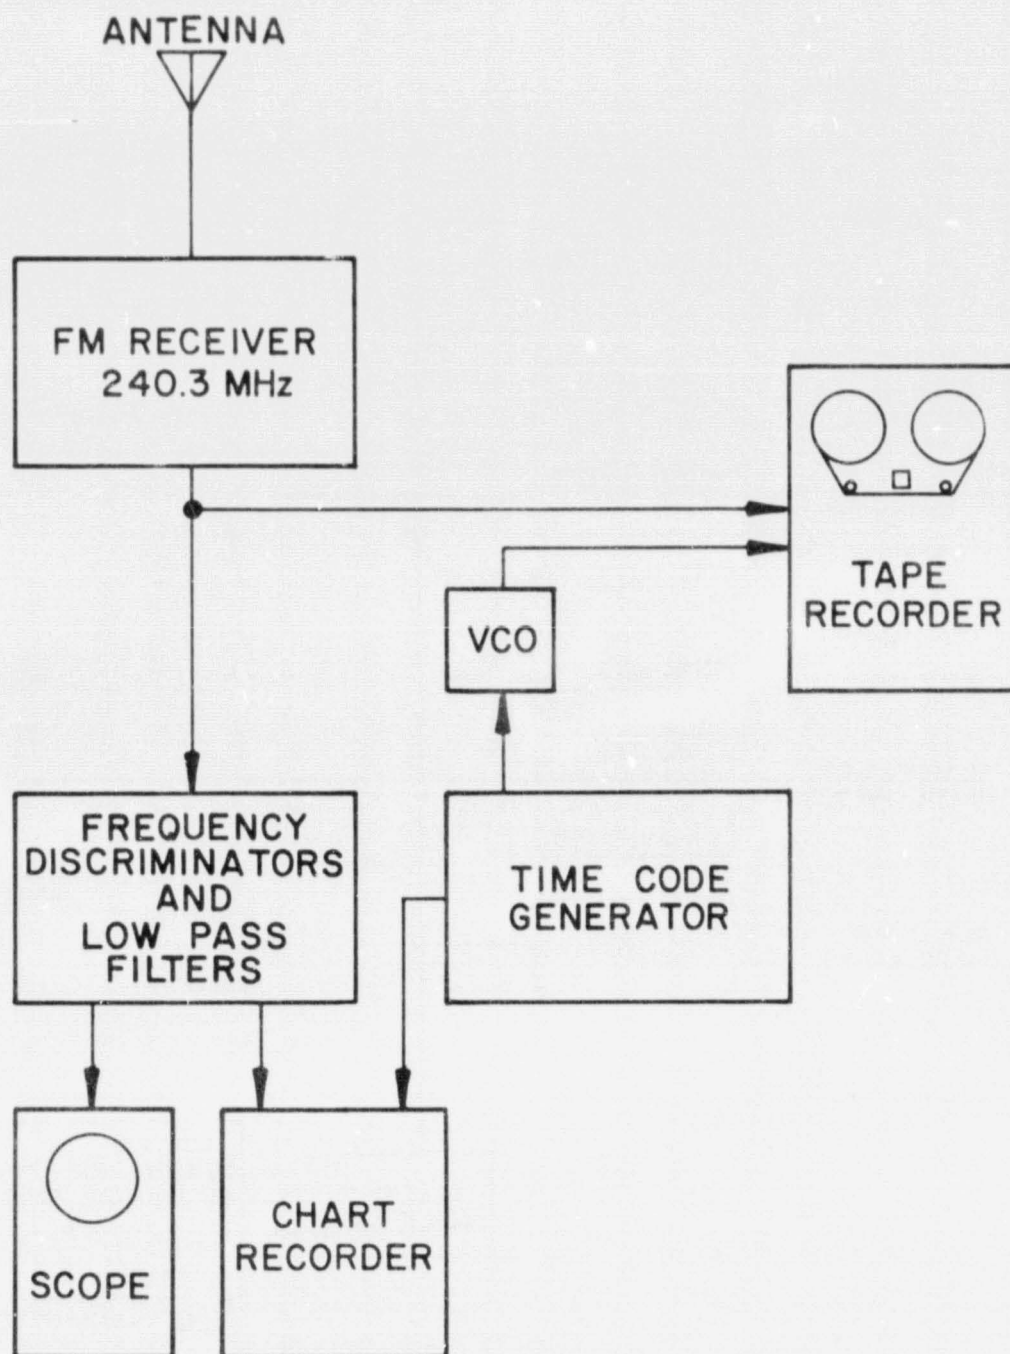 ANTENNA
FM RECEIVER
240.3 MHz
TAPE
RECORDER
VCO
FREQUENCY
DISCRIMINATORS
AND
LOW PASS
FILTERS
TIME CODE
GENERATOR
SCOPE
CHART
RECORDER